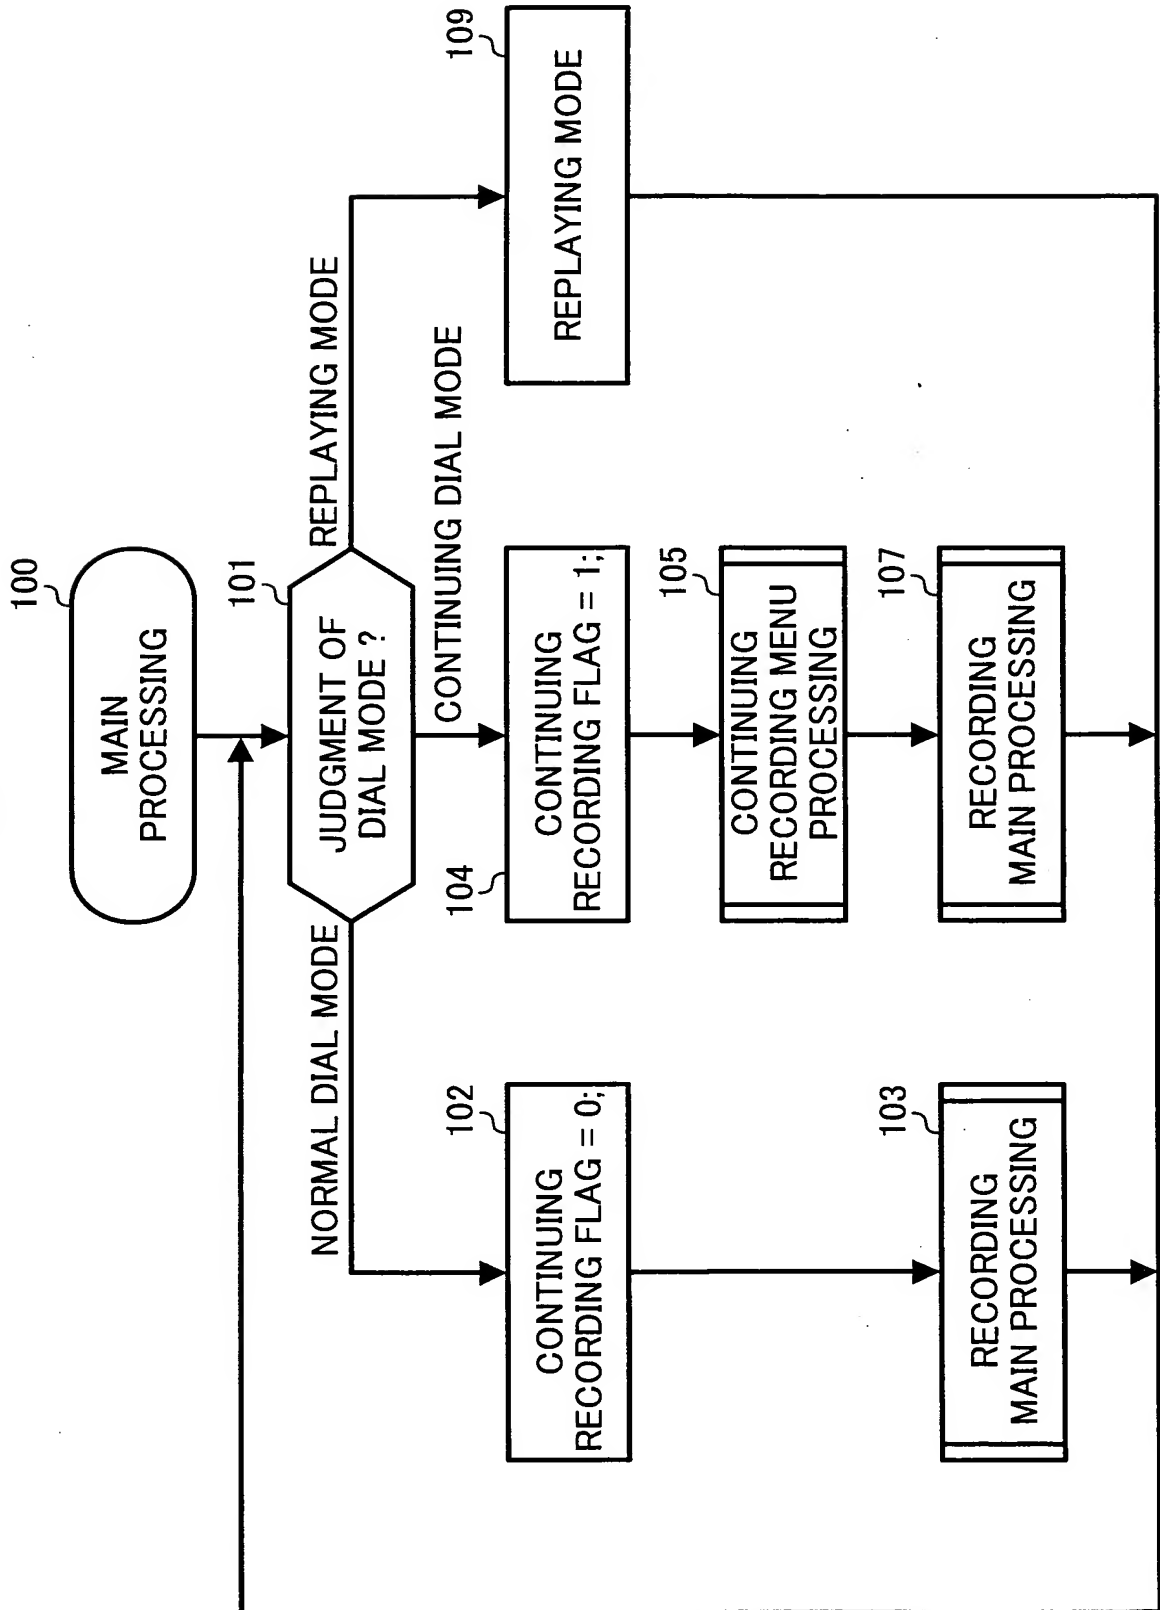 100
MAIN
PROCESSING
101
JUDGMENT OF
DIAL MODE ?
NORMAL DIAL MODE
CONTINUING DIAL MODE
REPLAYING MODE
102
CONTINUING
RECORDING FLAG = 0;
104
CONTINUING
RECORDING FLAG = 1;
109
REPLAYING MODE
105
CONTINUING
RECORDING MENU
PROCESSING
103
RECORDING
MAIN PROCESSING
107
RECORDING
MAIN PROCESSING